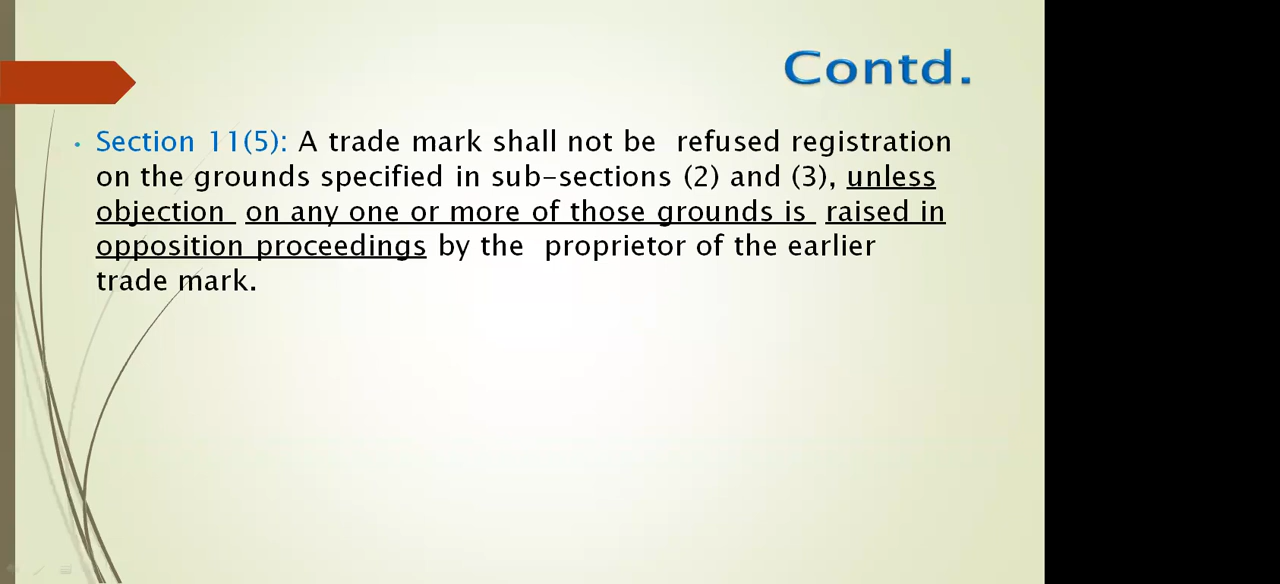 Contd.
• Section 11(5): A trade mark shall not be refused registration
on the grounds specified in sub-sections (2) and (3), unless
objection on any one or more of those grounds is raised in
opposition proceedings by the proprietor of the earlier
trade mark.